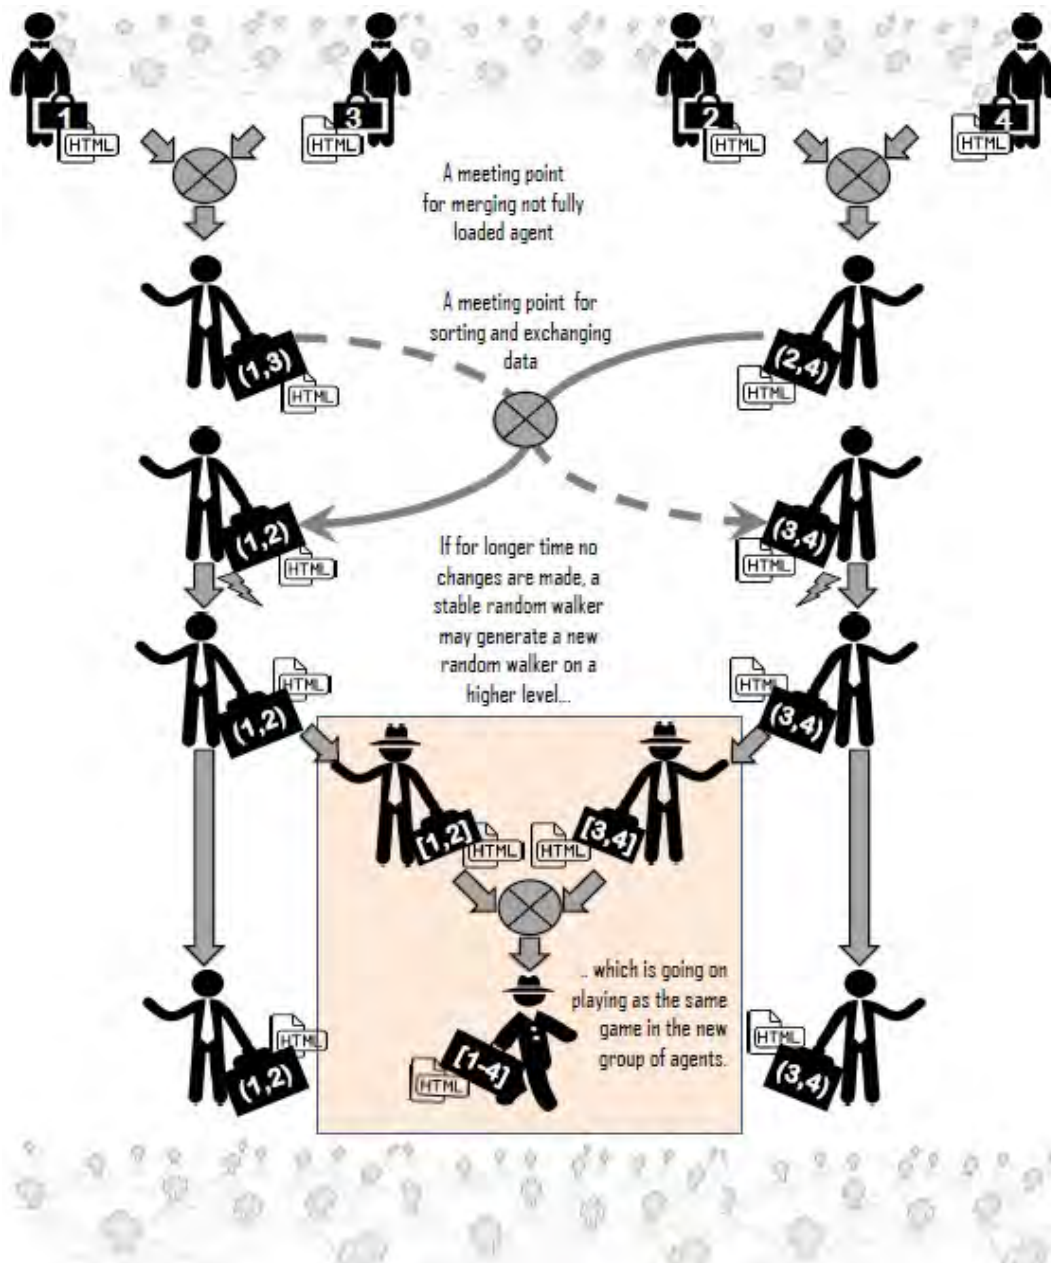 1
HTML
3
HTML
2
HTML
4
HTML
A meeting point
for merging not fully
loaded agent
(1,3)
HTML
A meeting point for
sorting and exchanging
data
(2,4)
HTML
(1,2)
HTML
(3,4)
HTML
If for longer time no
changes are made, a
stable random walker
may generate a new
random walker on a
higher level...
HTML
(1,2)
HTML
(3,4)
[1,2]
HTML
HTML
[3,4]
.. which is going on
playing as the same
game in the new
group of agents.
HTML
(1,2)
[1-4]
HTML
HTML
(3,4)